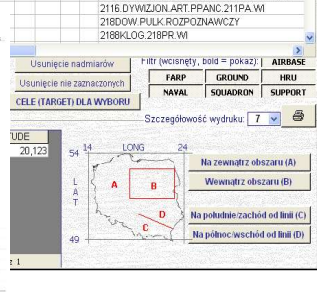 2116.DYWIZJON.ART.PPANC.211PA.WI
218DOW.PUŁK.ROZPOZNAWCZY
2188KLOG.218PR.WI
Usunięcie nadmiarów
Filtr (wciśnięty, bold = pokaż):
AIRBASE
Usunięcie nie zaznaczonych
FARP GROUND HRU
CELE (TARGET) DLA WYBORU
NAVAL SQUADRON SUPPORT
Szczegółowość wydruku: 7
TUDE
20,123
14 LONG 24
54
LAT
49
A
B
C
D
Na zewnątrz obszaru (A)
Wewnątrz obszaru (B)
Na południe/zachód od linii (C)
Na północ/wschód od linii (D)
z 1